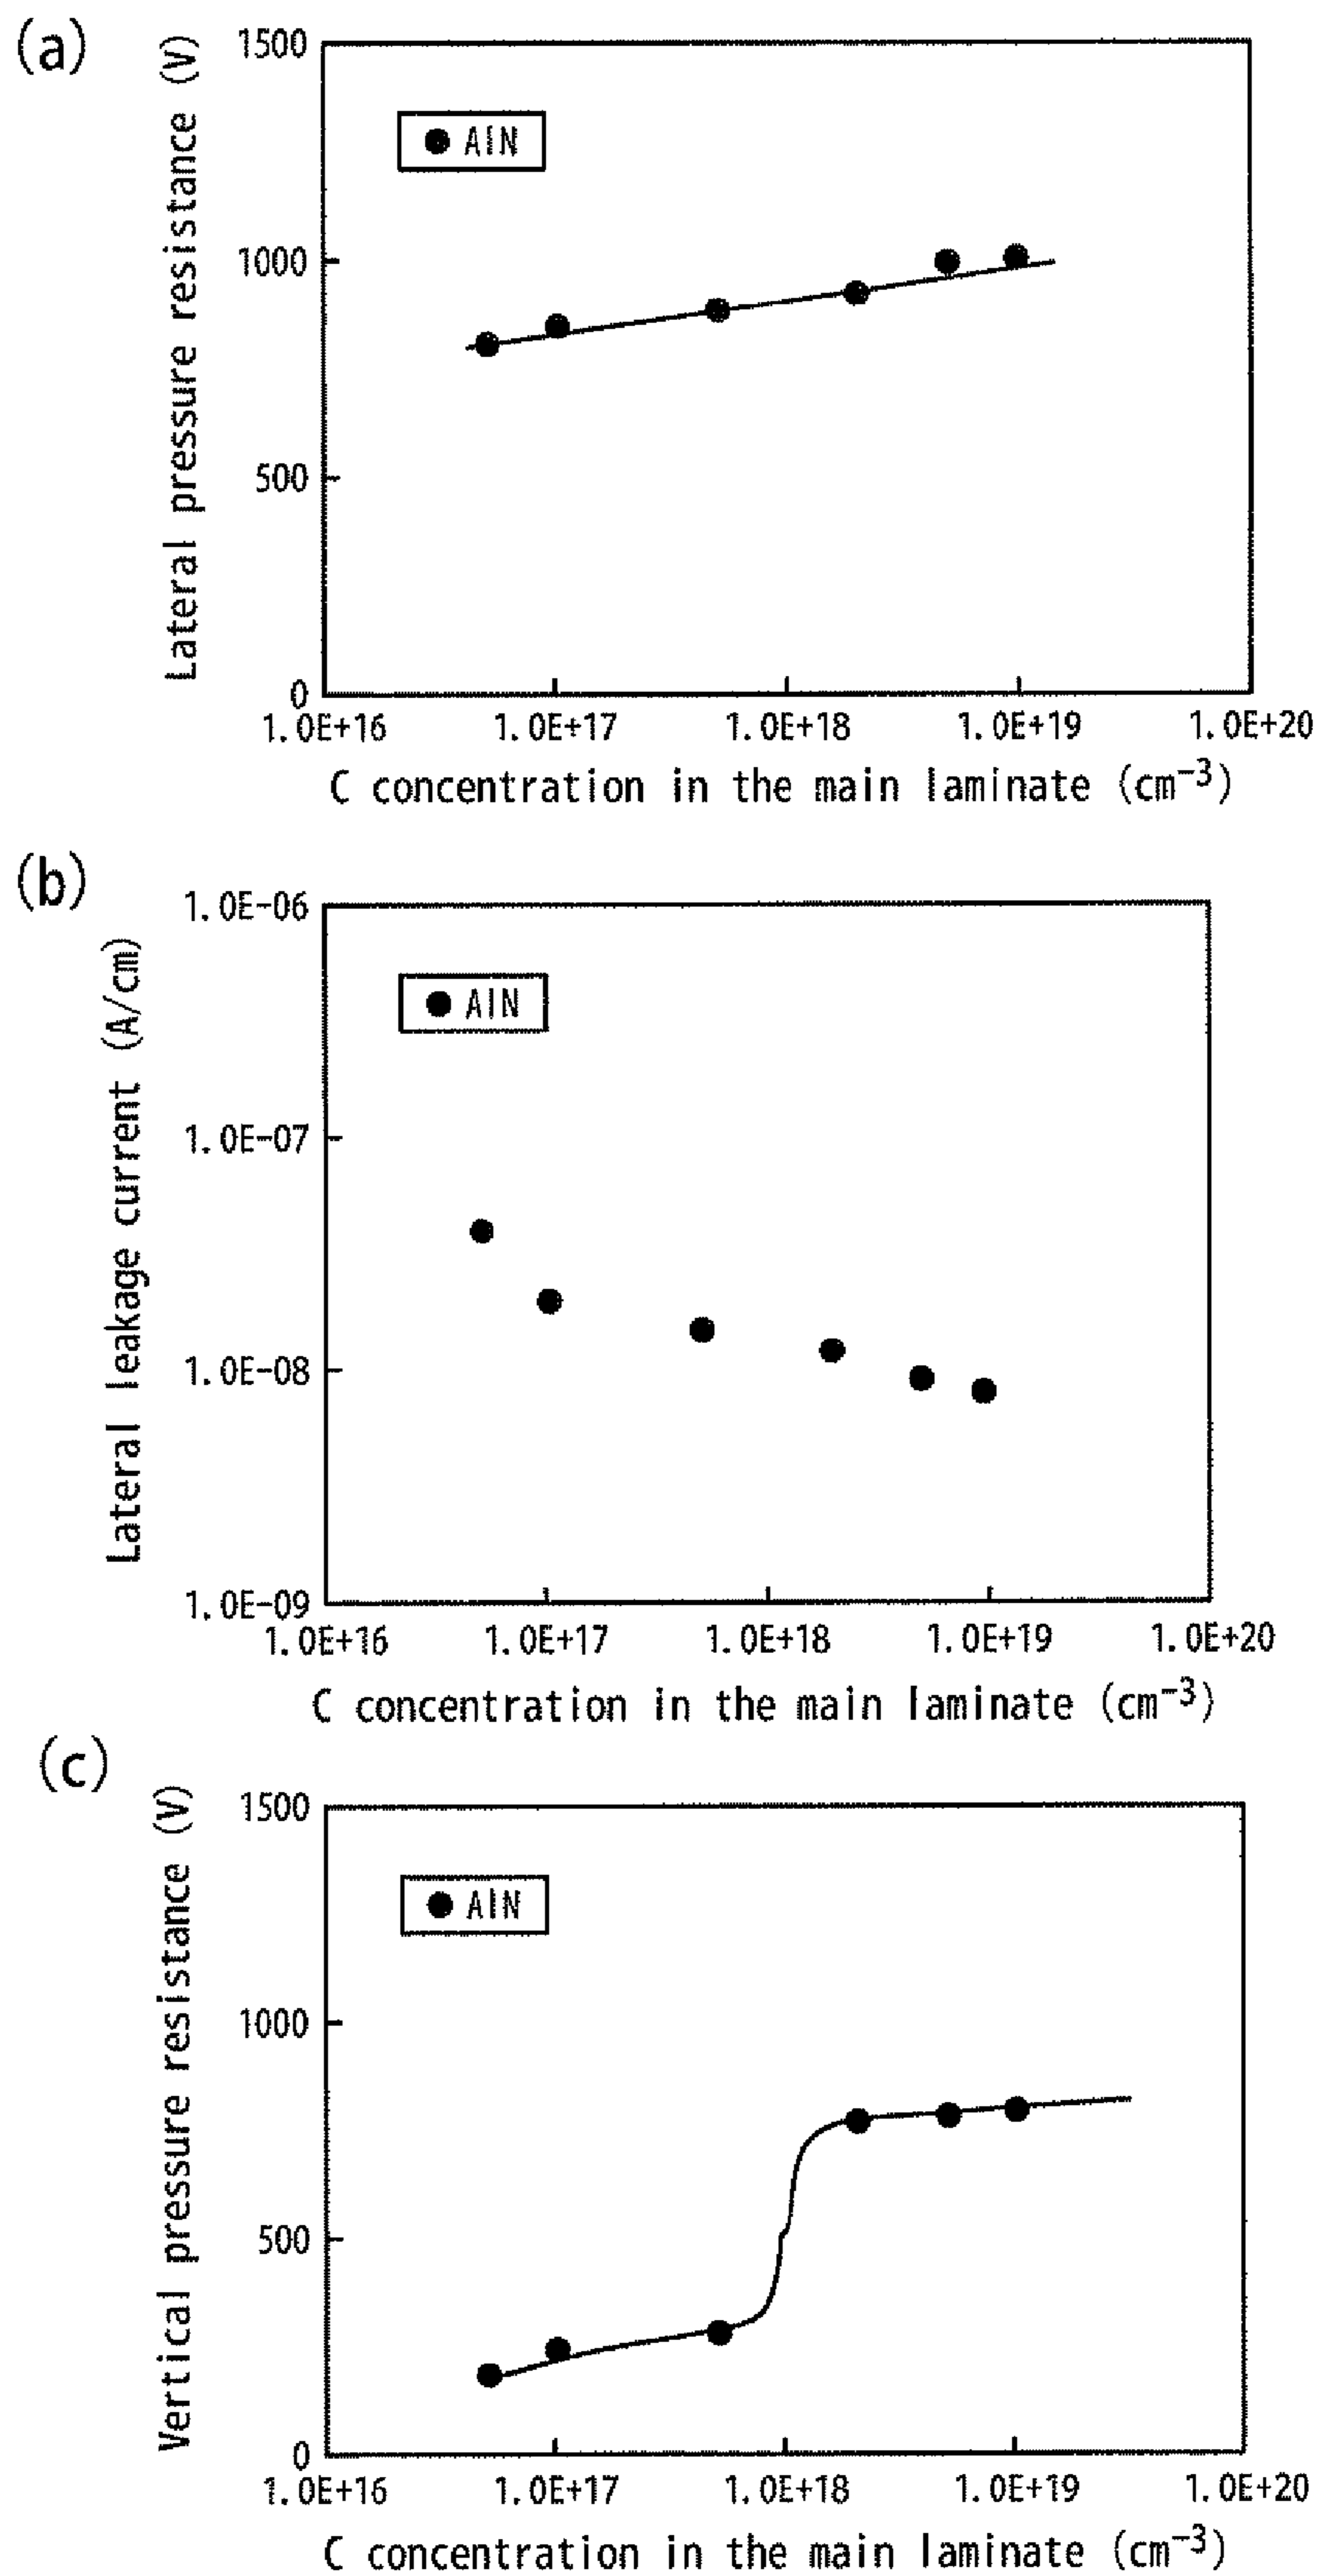 (a)
Lateral pressure resistance (V)
1500
1000
500
0
AlN
1.0E+16 1.0E+17 1.0E+18 1.0E+19 1.0E+20
C concentration in the main laminate (cm⁻³)
(b)
Lateral leakage current (A/cm)
1.0E-06
1.0E-07
1.0E-08
1.0E-09
AlN
1.0E+16 1.0E+17 1.0E+18 1.0E+19 1.0E+20
C concentration in the main laminate (cm⁻³)
(c)
Vertical pressure resistance (V)
1500
1000
500
0
AlN
1.0E+16 1.0E+17 1.0E+18 1.0E+19 1.0E+20
C concentration in the main laminate (cm⁻³)